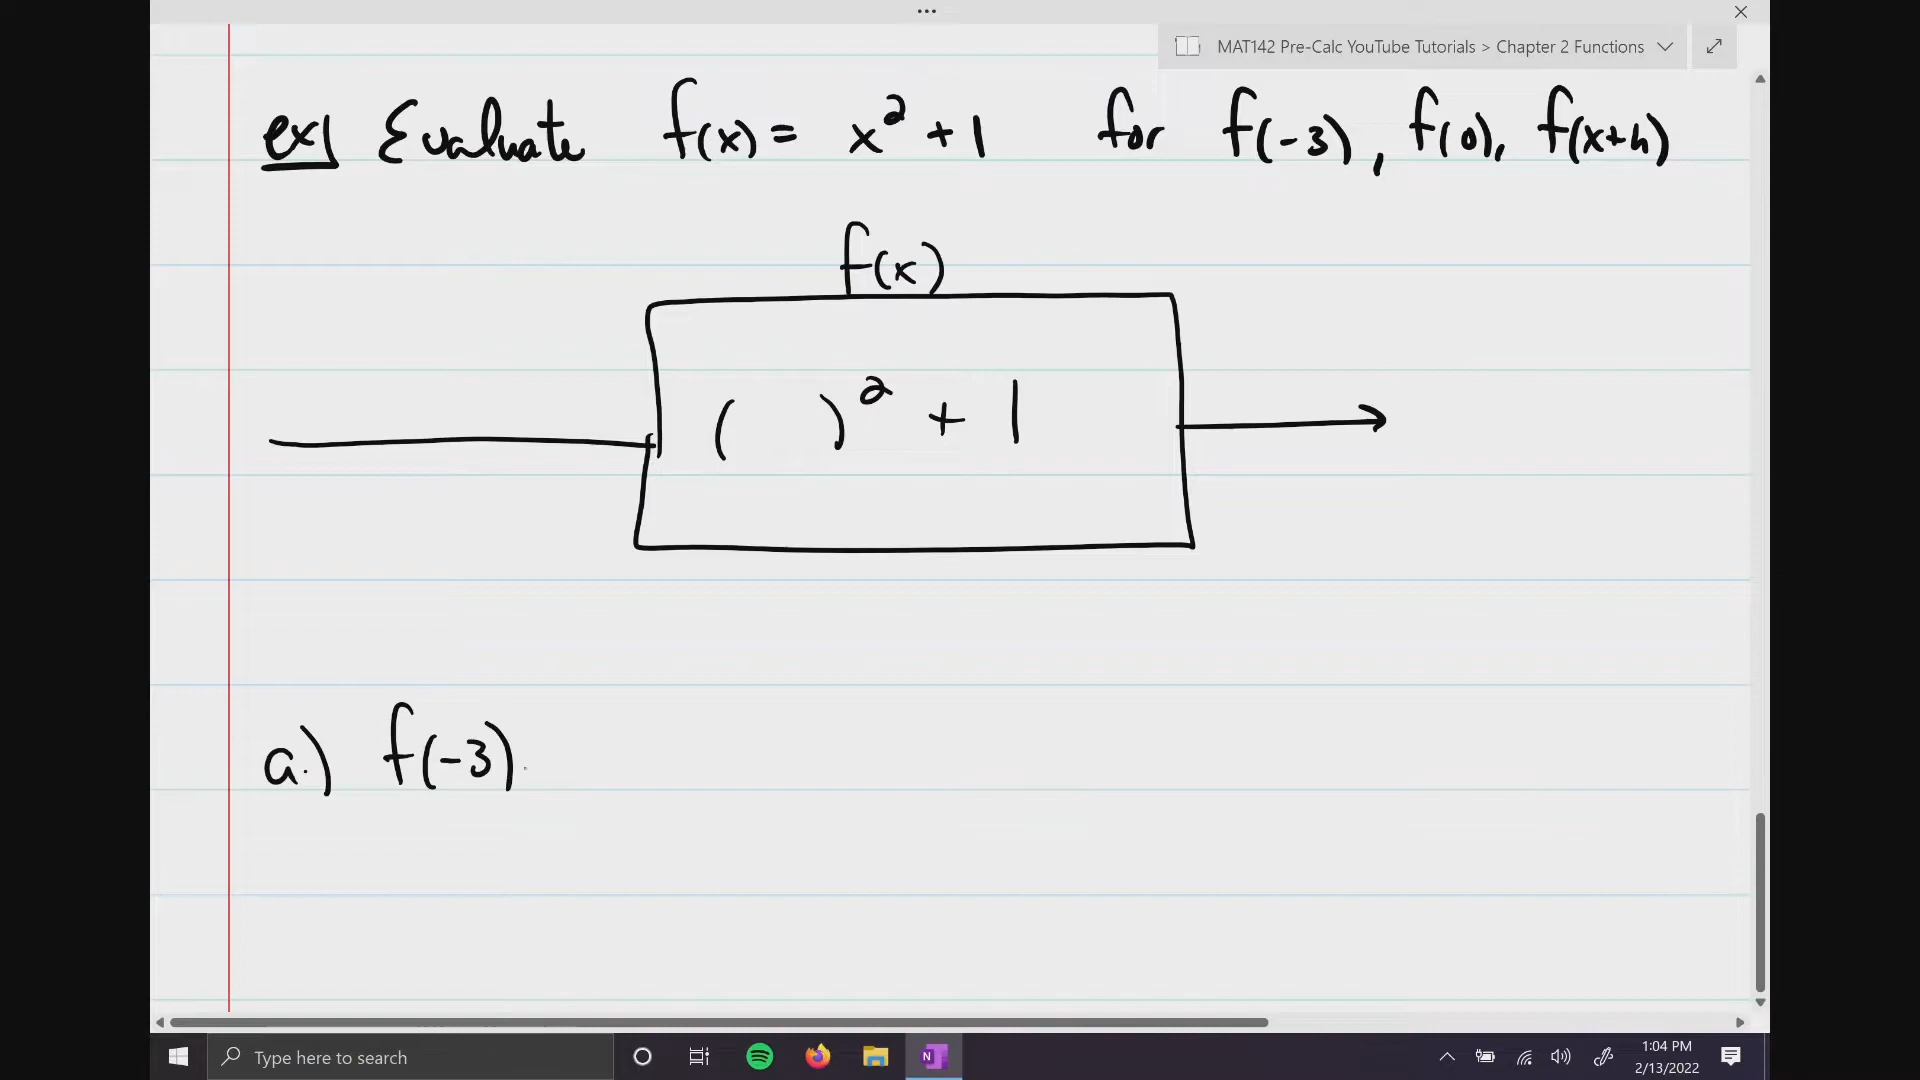 ...
MAT142 Pre-Calc YouTube Tutorials > Chapter 2 Functions
ex1 Evaluate f(x) = x² + 1 for f(-3), f(0), f(x+h)
f(x)
( )² + 1
a.) f(-3)
Type here to search
N
1:04 PM
2/13/2022